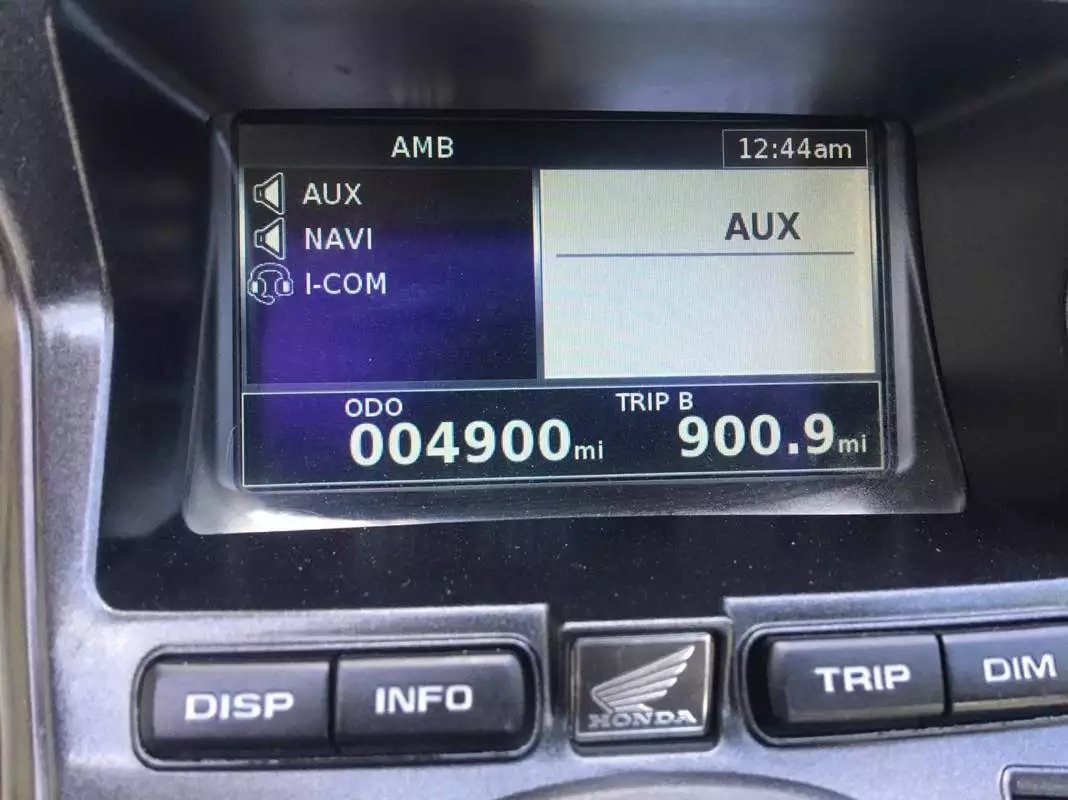 AMB 12:44am
AUX
NAVI
I-COM
AUX
ODO TRIP B
004900mi 900.9mi
DISP INFO HONDA TRIP DIM